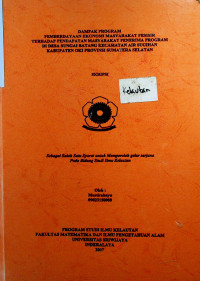 DAMPAK PROGRAM
PEMBERDAYAAN EKONOMI MASYARAKAT PESISIR
TERHADAP PENDAPATAN MASYARAKAT PENERIMA PROGRAM
DI DESA SUNGAI BATANG KECAMATAN AIR SUGIHAN
KABUPATEN OKI PROVINSI SUMATERA SELATAN
SKRIPSI
Kelautan
Sebagai Salah Satu Syarat untuk Memperoleh gelar sarjana
Pada Bidang Studi Ilmu Kelautan
Oleh :
PROGRAM STUDI ILMU KELAUTAN
FAKULTAS MATEMATIKA DAN ILMU PENGETAHUAN ALAM
UNIVERSITAS SRIWIJAYA
INDERALAYA
2007